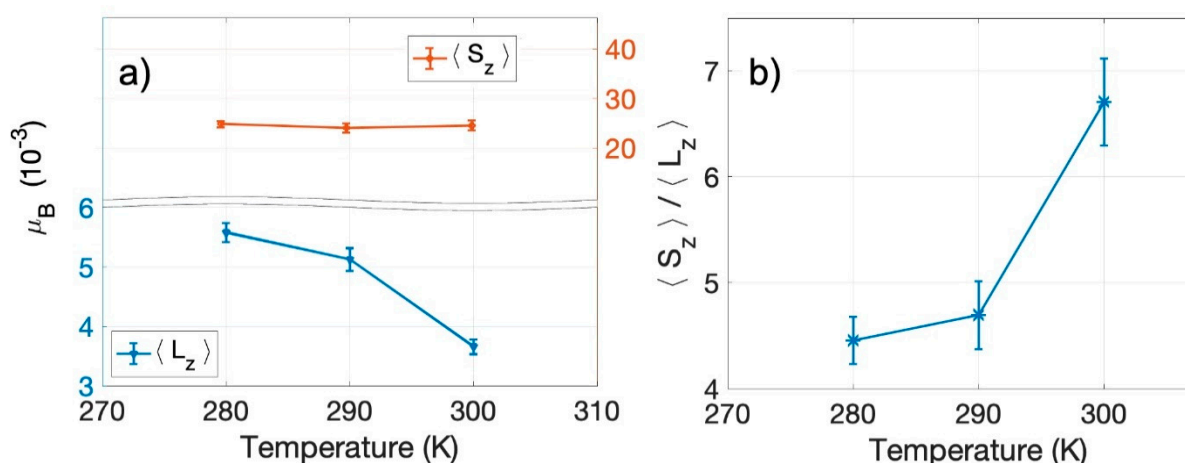 a)
⟨ S_z ⟩
40
30
20
μ_B (10^-3)
6
5
4
3
⟨ L_z ⟩
270 280 290 300 310
Temperature (K)
b)
⟨ S_z ⟩ / ⟨ L_z ⟩
7
6
5
4
270 280 290 300
Temperature (K)